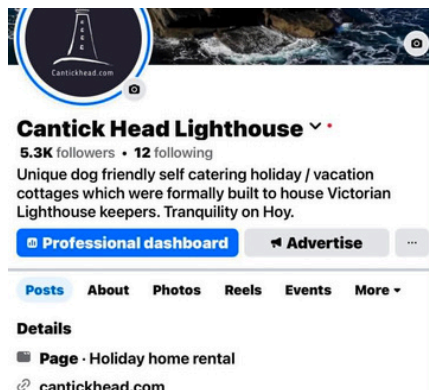 Cantickhead.com
Cantick Head Lighthouse
5.3K followers • 12 following
Unique dog friendly self catering holiday / vacation
cottages which were formally built to house Victorian
Lighthouse keepers. Tranquility on Hoy.
Professional dashboard
Advertise
...
Posts About Photos Reels Events More
Details
Page · Holiday home rental
cantickhead.com